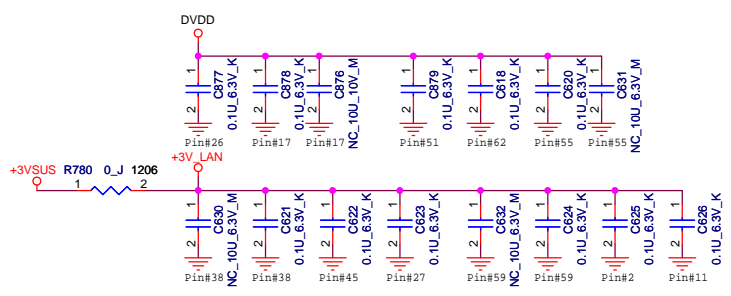 DVDD
1 2 C877 0.1U_6.3V_K
1 2 C878 0.1U_6.3V_K
1 2 C876 NC_10U_10V_M
1 2 C879 0.1U_6.3V_K
1 2 C618 0.1U_6.3V_K
1 2 C620 0.1U_6.3V_K
1 2 C631 NC_10U_6.3V_M
Pin#26 Pin#17 Pin#17 Pin#51 Pin#62 Pin#55 Pin#55
+3VSUS R780 0_J 1206 +3V_LAN
1 2
1 2 C630 NC_10U_6.3V_M
1 2 C621 0.1U_6.3V_K
1 2 C622 0.1U_6.3V_K
1 2 C623 0.1U_6.3V_K
1 2 C632 NC_10U_6.3V_M
1 2 C624 0.1U_6.3V_K
1 2 C625 0.1U_6.3V_K
1 2 C626 0.1U_6.3V_K
Pin#38 Pin#38 Pin#45 Pin#27 Pin#59 Pin#59 Pin#2 Pin#11